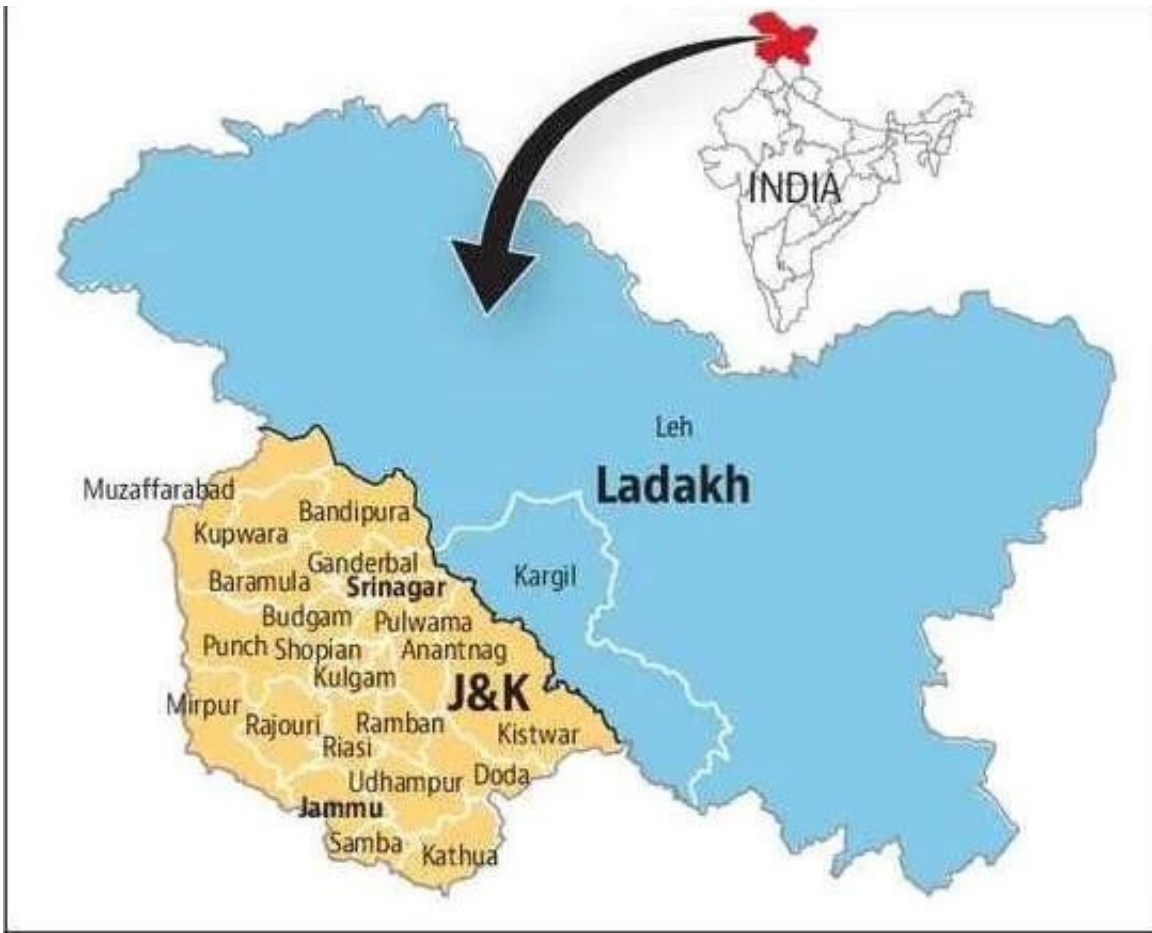 INDIA
Leh
Ladakh
Muzaffarabad
Bandipura
Kupwara
Ganderbal
Kargil
Baramula
Srinagar
Budgam
Pulwama
Punch
Shopian
Anantnag
Kulgam
J&K
Mirpur
Rajouri
Ramban
Kistwar
Riasi
Udhampur
Doda
Jammu
Samba
Kathua